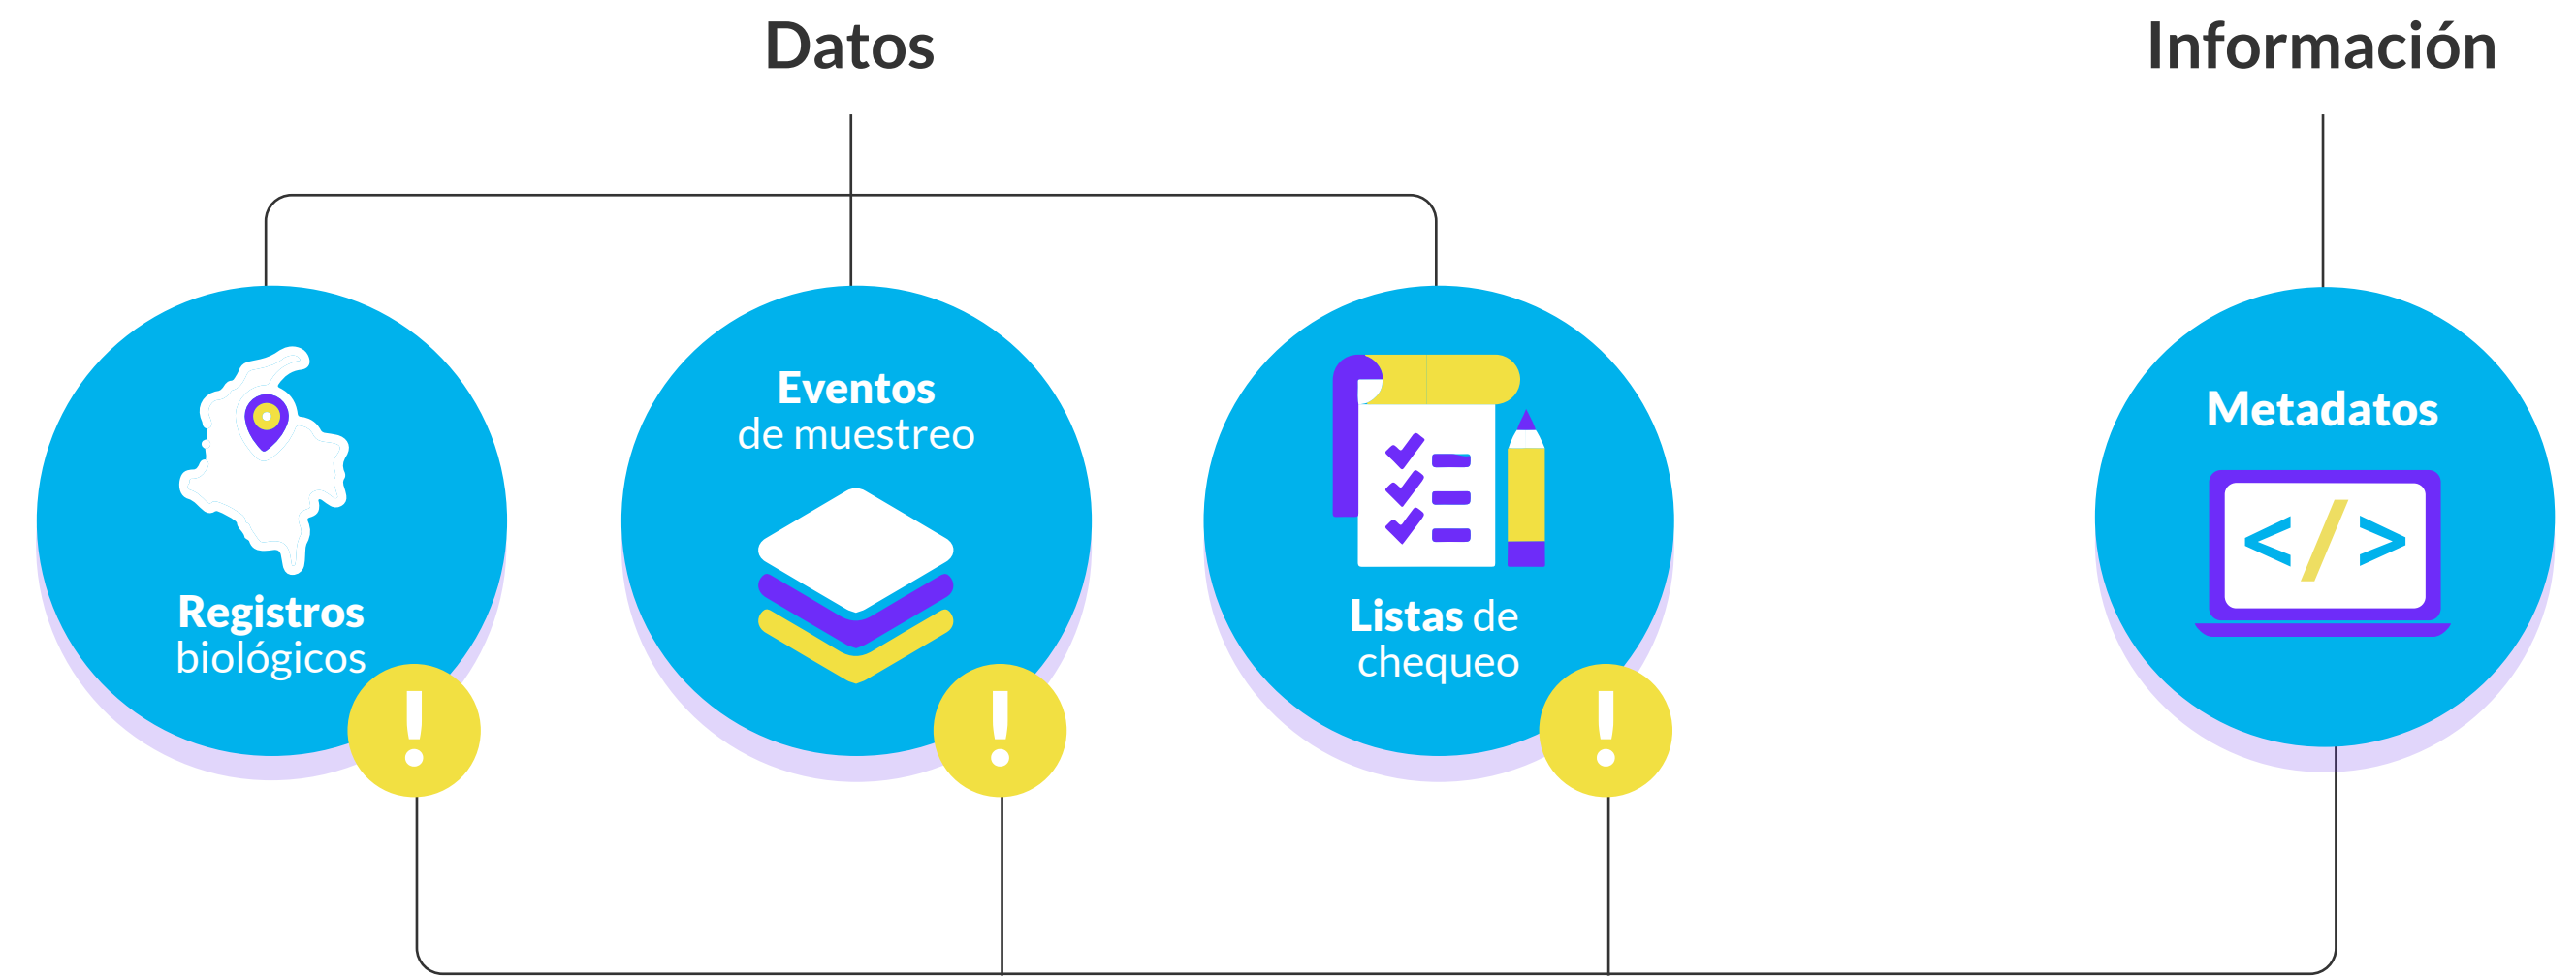 Datos
Información
Registros
biológicos
!
Eventos
de muestreo
!
Listas de
chequeo
!
Metadatos
</>